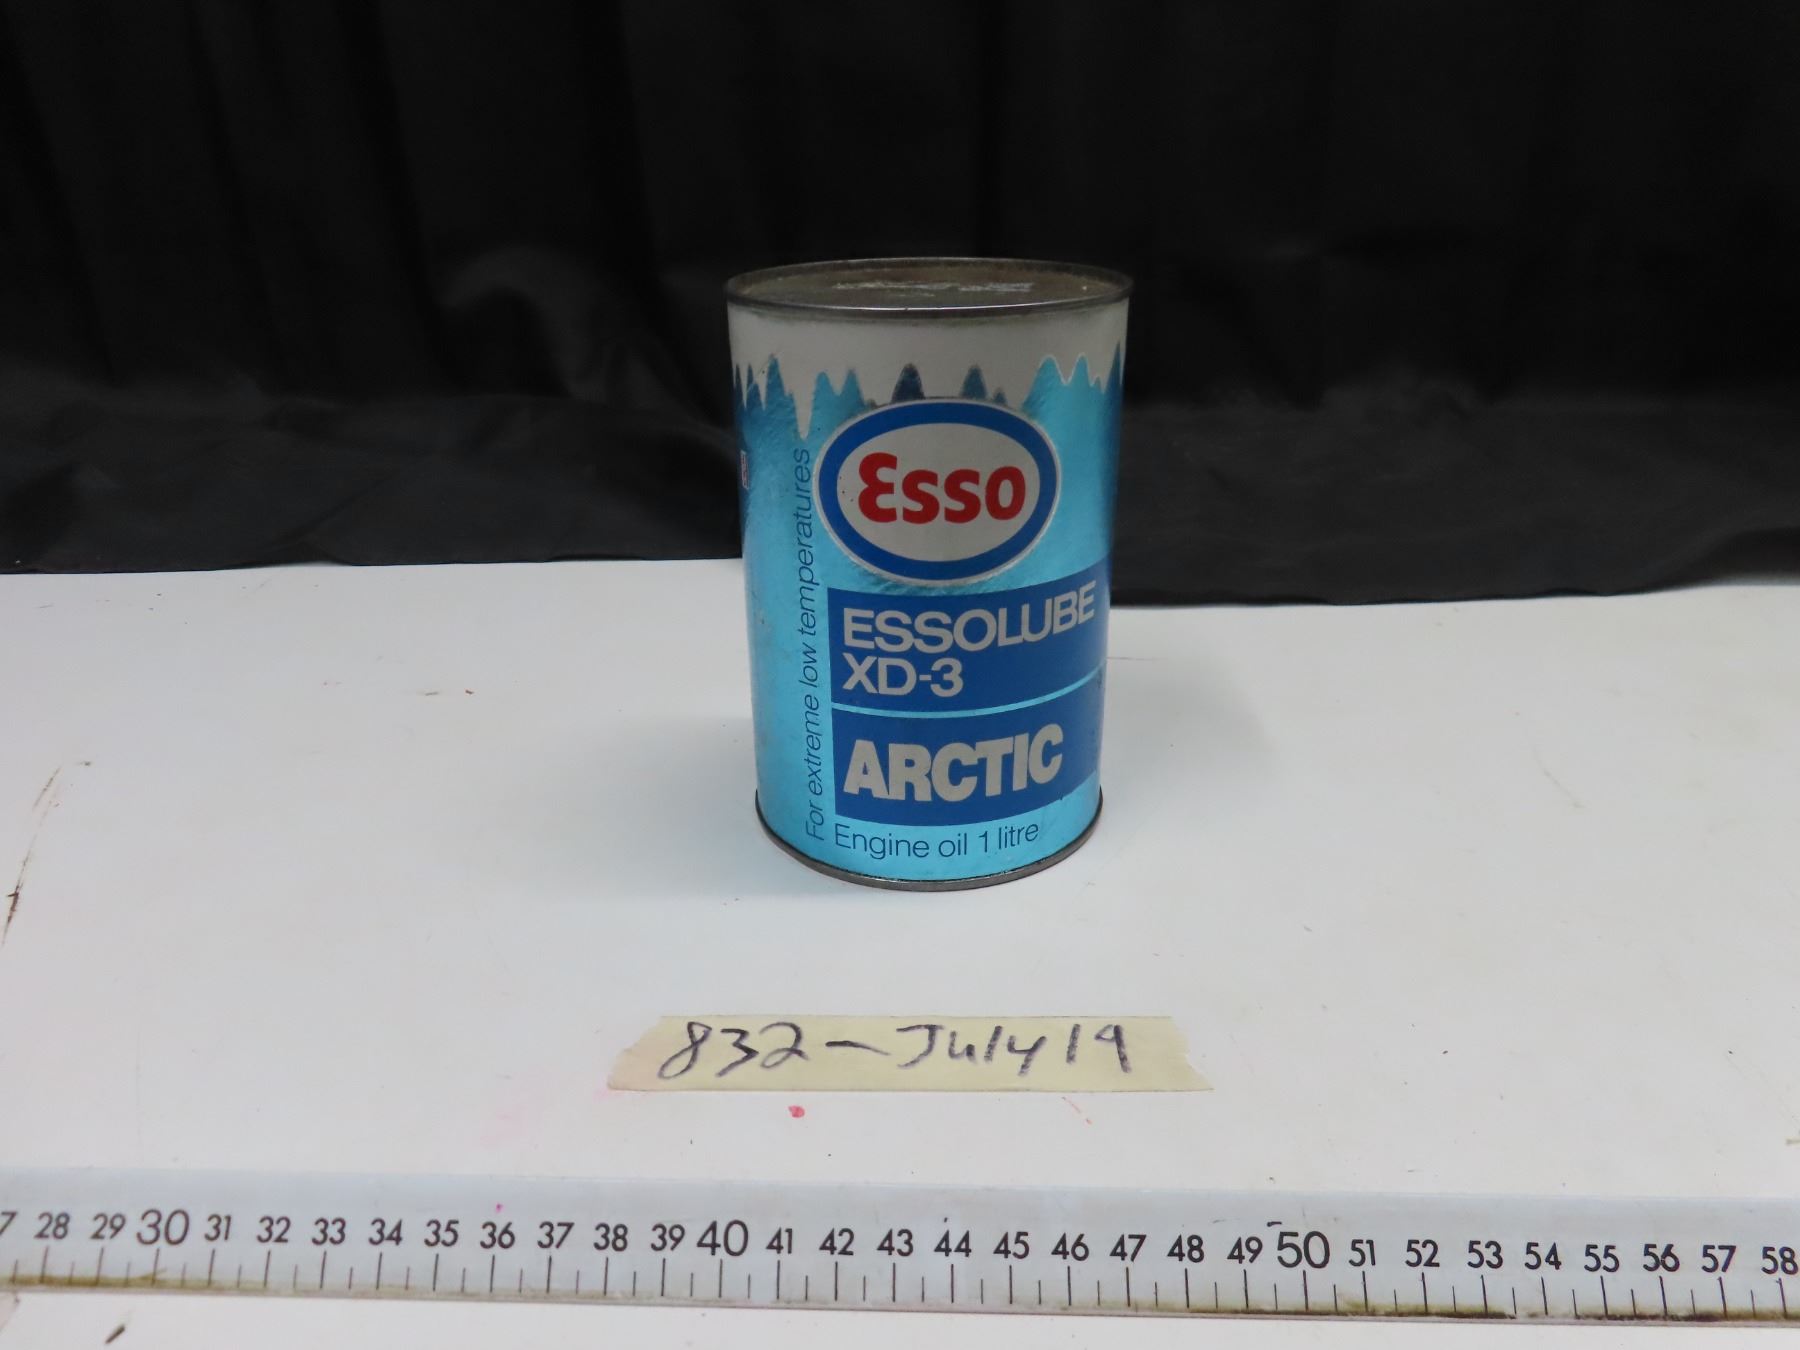 Esso
ESSOLUBE
XD-3
ARCTIC
Engine oil 1 litre
For extreme low temperatures
832 - July 19
28 29 30 31 32 33 34 35 36 37 38 39 40 41 42 43 44 45 46 47 48 49 50 51 52 53 54 55 56 57 58